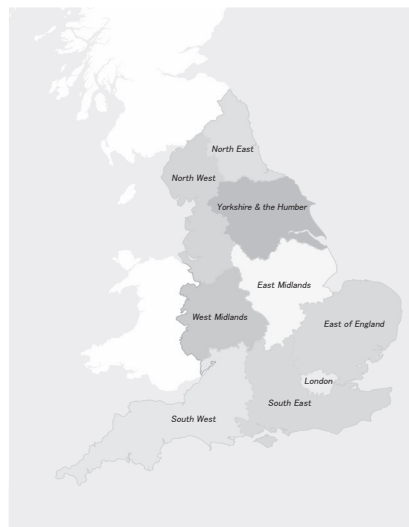 North East
North West
Yorkshire & the Humber
East Midlands
West Midlands
East of England
London
South East
South West